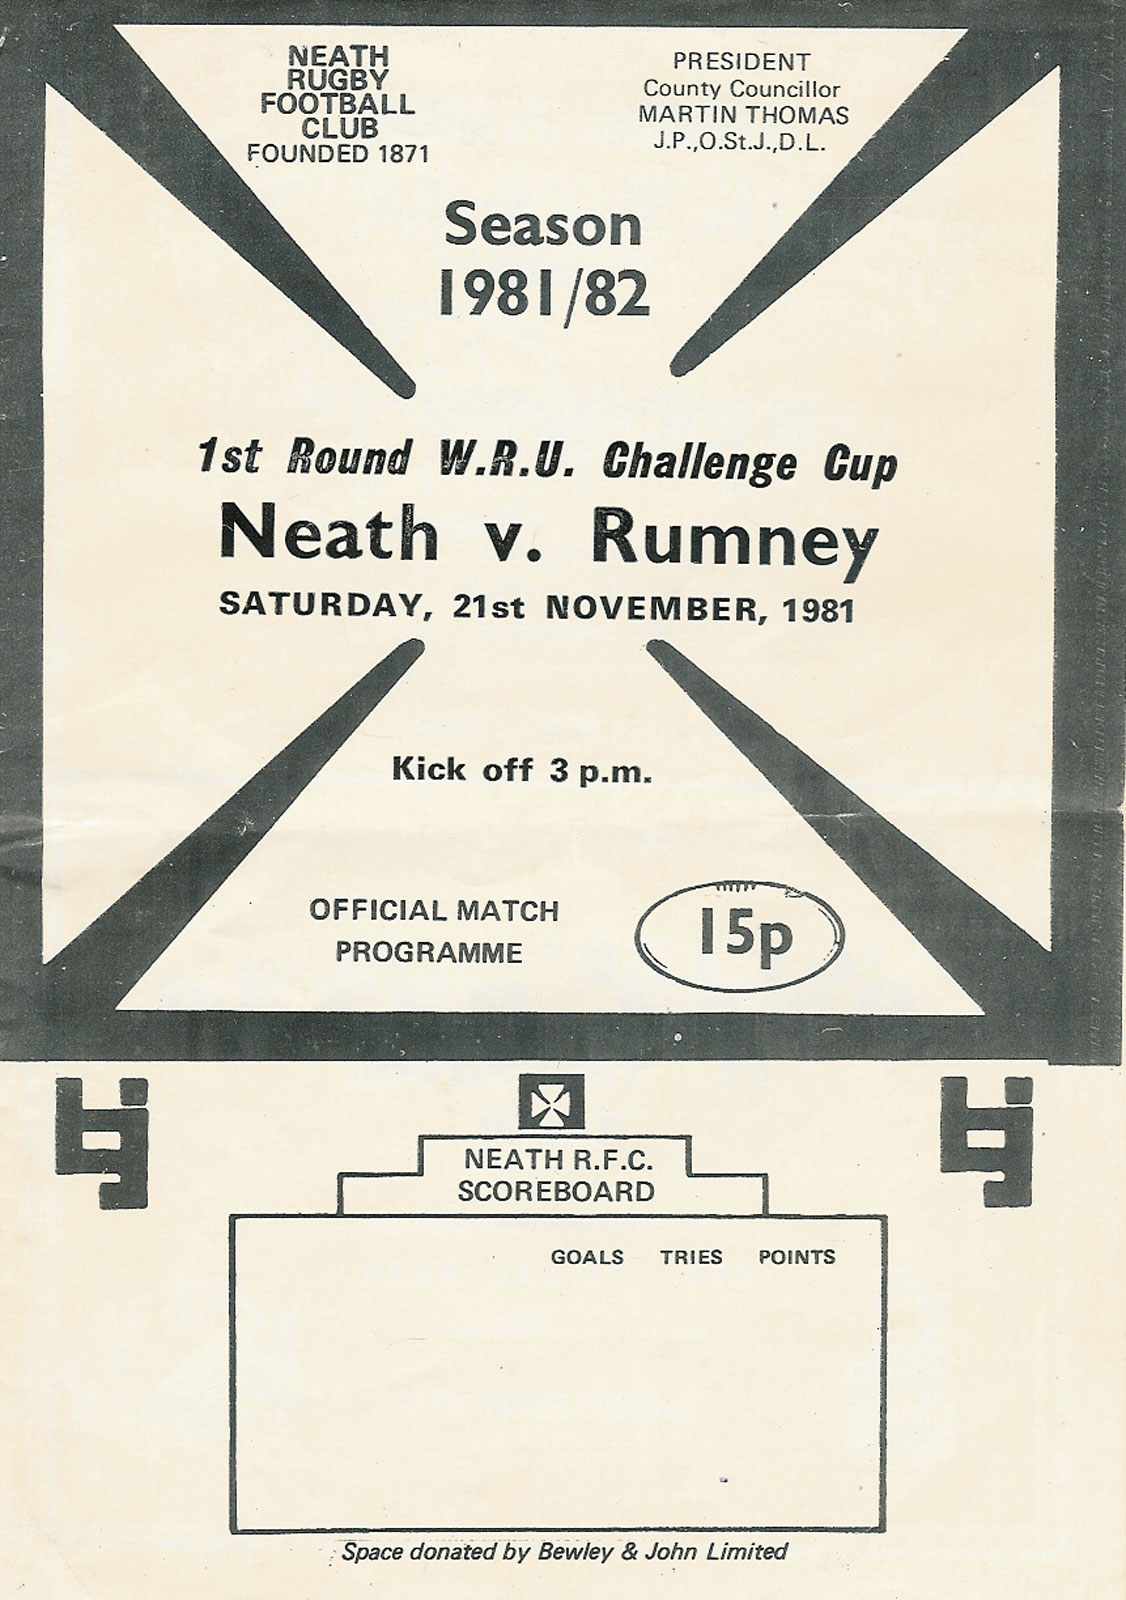 NEATH
RUGBY
FOOTBALL
CLUB
FOUNDED 1871
PRESIDENT
County Councillor
MARTIN THOMAS
J.P.,O.St.J.,D.L.
Season
1981/82
1st Round W.R.U. Challenge Cup
Neath v. Rumney
SATURDAY, 21st NOVEMBER, 1981
Kick off 3 p.m.
OFFICIAL MATCH
PROGRAMME
15p
NEATH R.F.C.
SCOREBOARD
GOALS TRIES POINTS
Space donated by Bewley & John Limited